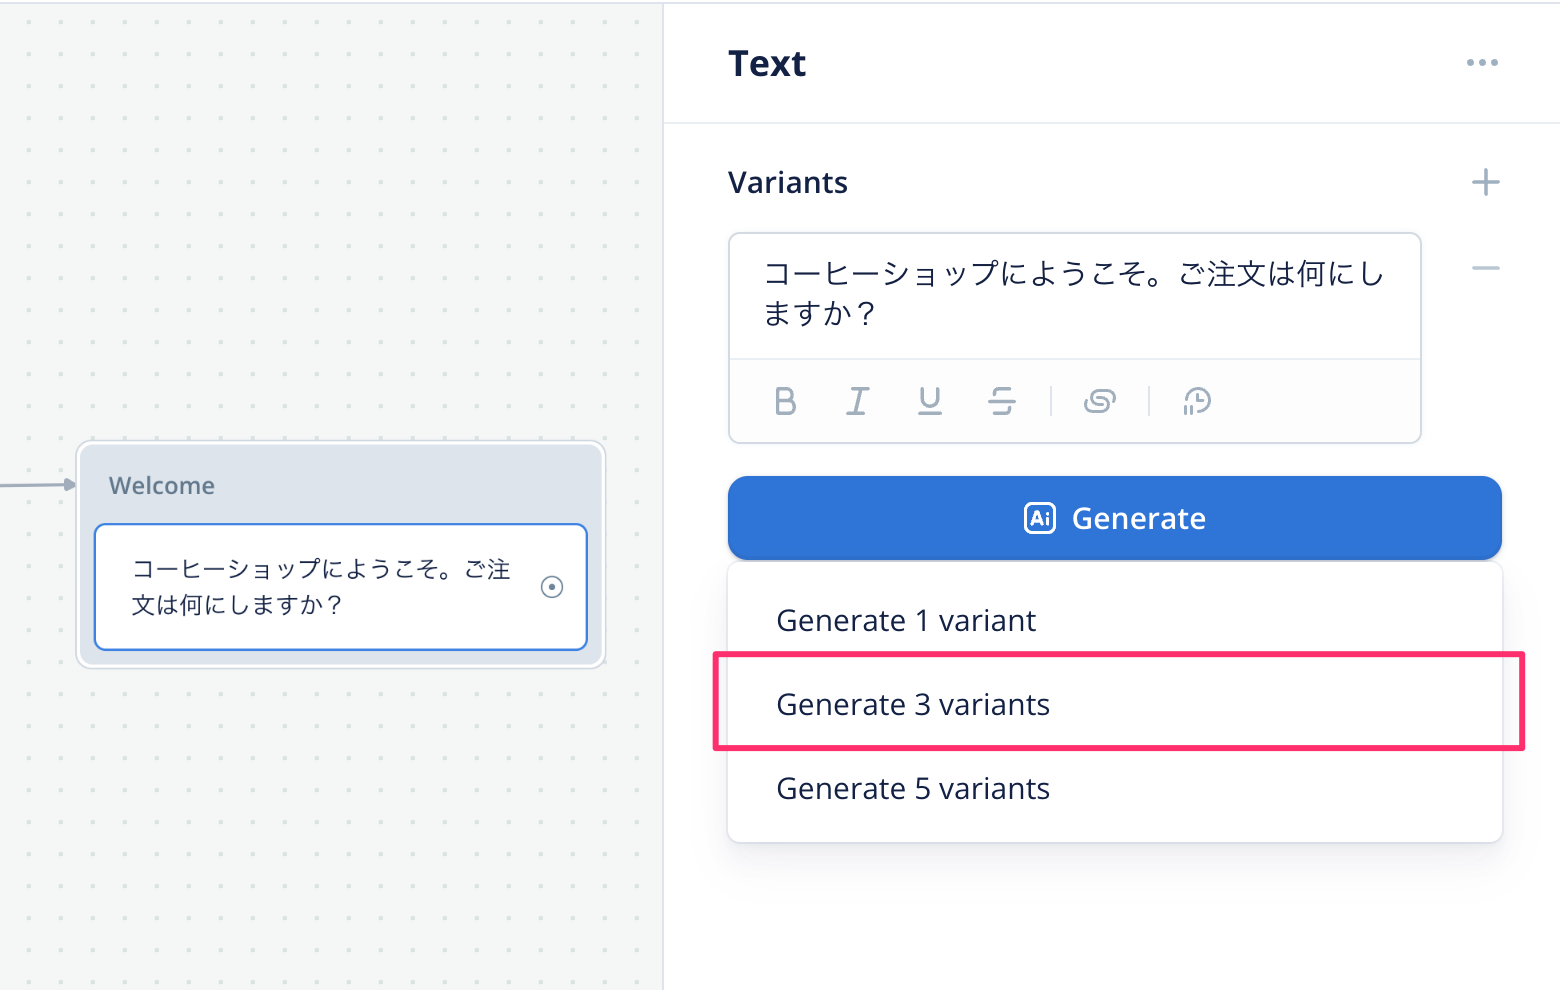 Text
Variants
コーヒーショップにようこそ。ご注文は何にし
ますか？
Ai Generate
Generate 1 variant
Generate 3 variants
Generate 5 variants
Welcome
コーヒーショップにようこそ。ご注
文は何にしますか？